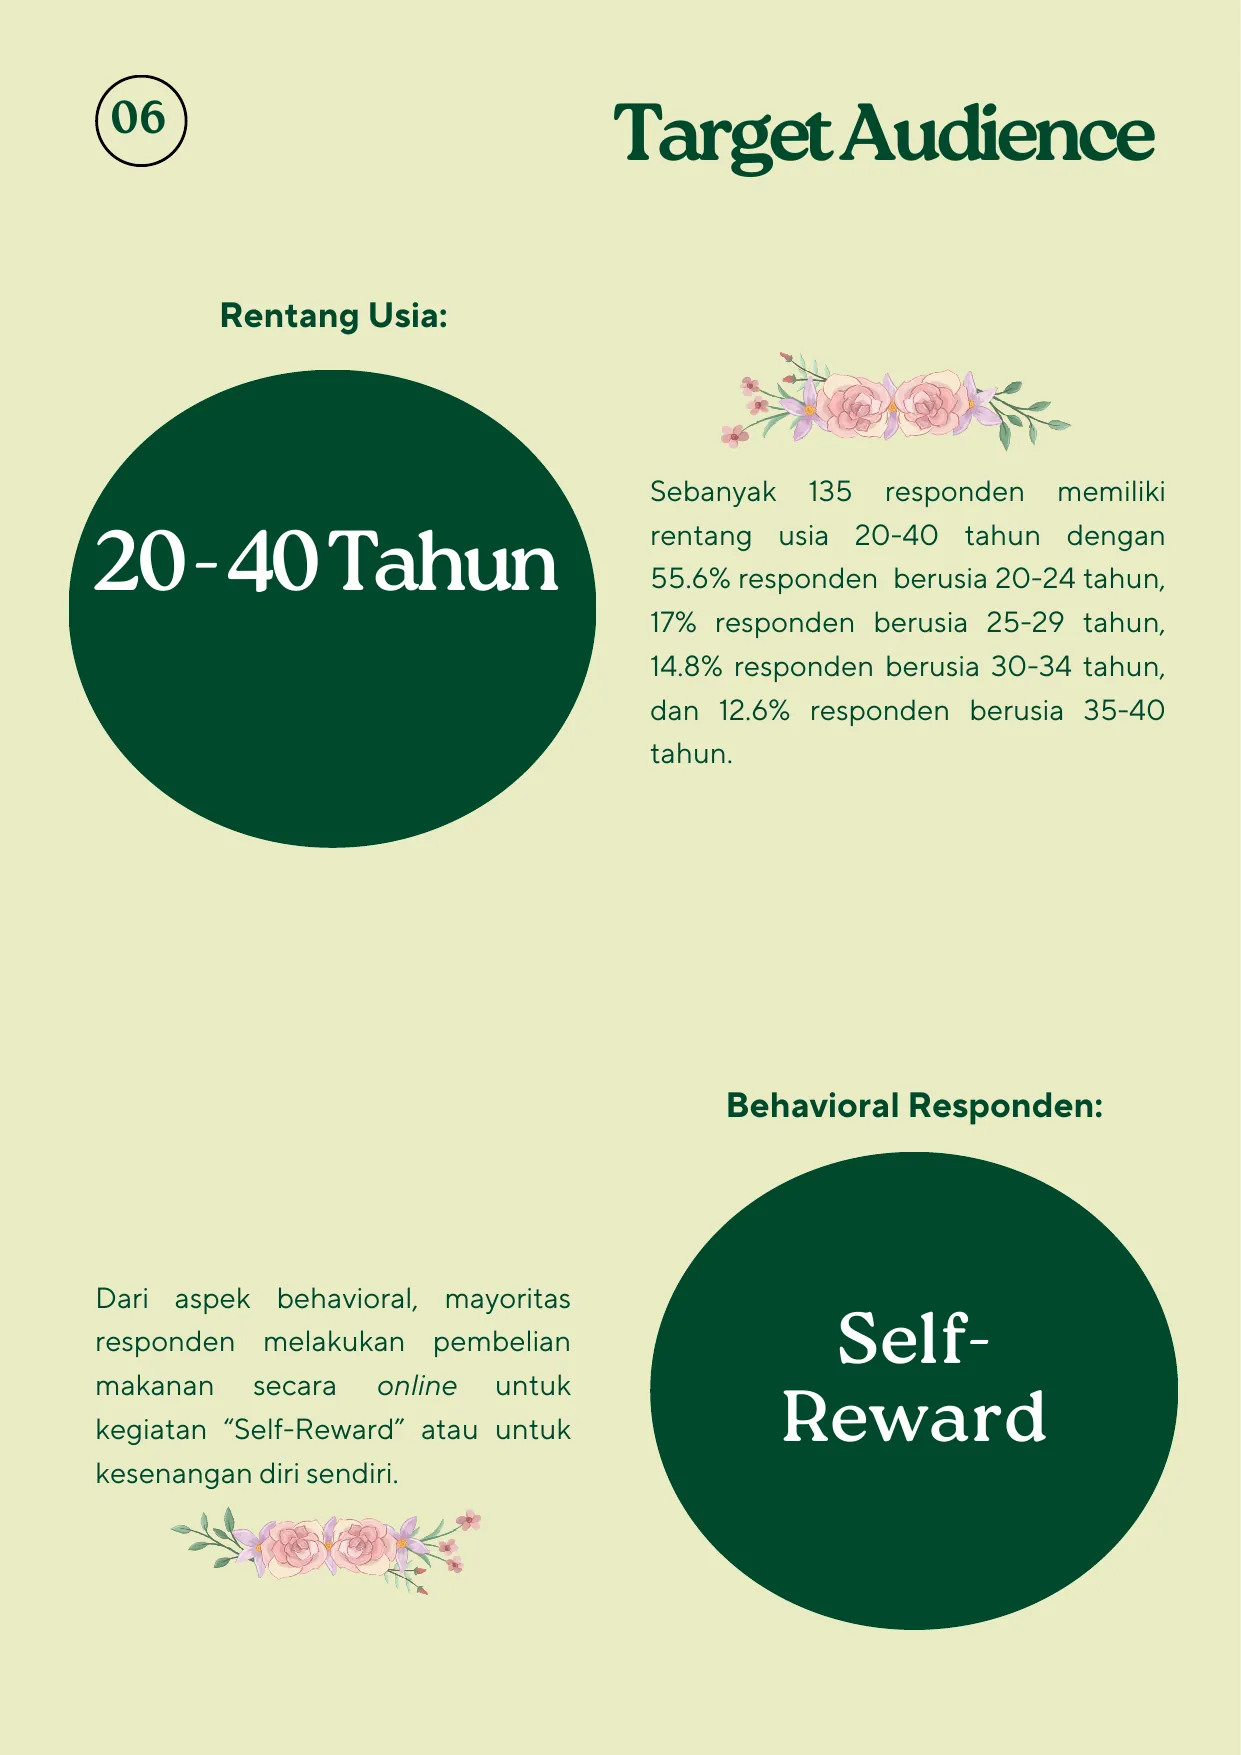 06
Target Audience
Rentang Usia:
20 - 40 Tahun
Sebanyak 135 responden memiliki
rentang usia 20-40 tahun dengan
55.6% responden berusia 20-24 tahun,
17% responden berusia 25-29 tahun,
14.8% responden berusia 30-34 tahun,
dan 12.6% responden berusia 35-40
tahun.
Behavioral Responden:
Self-
Reward
Dari aspek behavioral, mayoritas
responden melakukan pembelian
makanan secara online untuk
kegiatan “Self-Reward” atau untuk
kesenangan diri sendiri.